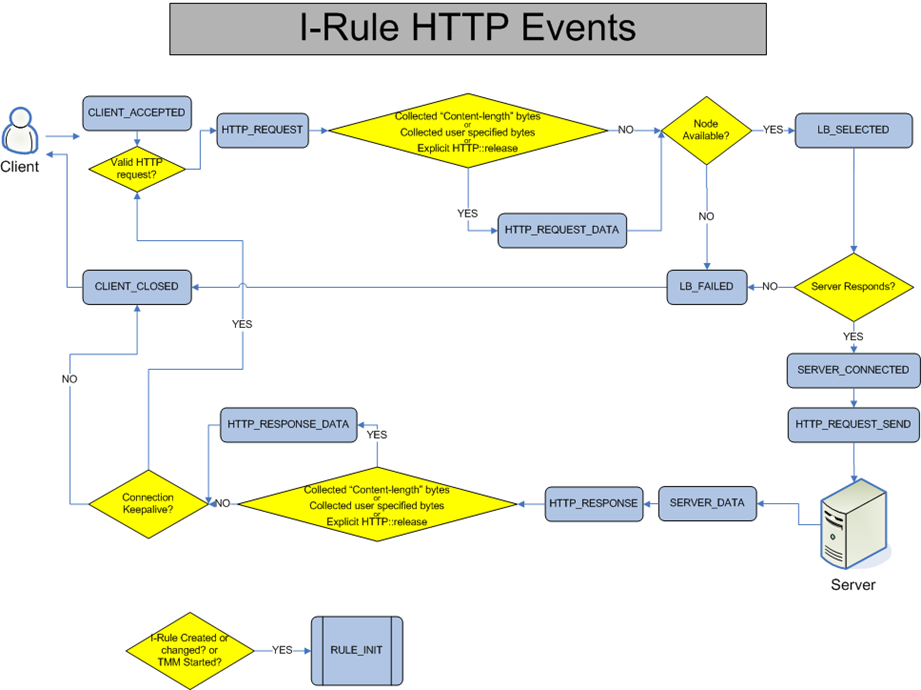 I-Rule HTTP Events
Client
CLIENT_ACCEPTED
Valid HTTP
request?
HTTP_REQUEST
Collected “Content-length” bytes
or
Collected user specified bytes
or
Explicit HTTP::release
NO
YES
HTTP_REQUEST_DATA
Node
Available?
YES
NO
LB_SELECTED
Server Responds?
NO
LB_FAILED
CLIENT_CLOSED
YES
SERVER_CONNECTED
HTTP_REQUEST_SEND
Server
SERVER_DATA
HTTP_RESPONSE
Collected “Content-length” bytes
or
Collected user specified bytes
or
Explicit HTTP::release
YES
HTTP_RESPONSE_DATA
NO
Connection
Keepalive?
YES
NO
I-Rule Created or
changed? or
TMM Started?
YES
RULE_INIT